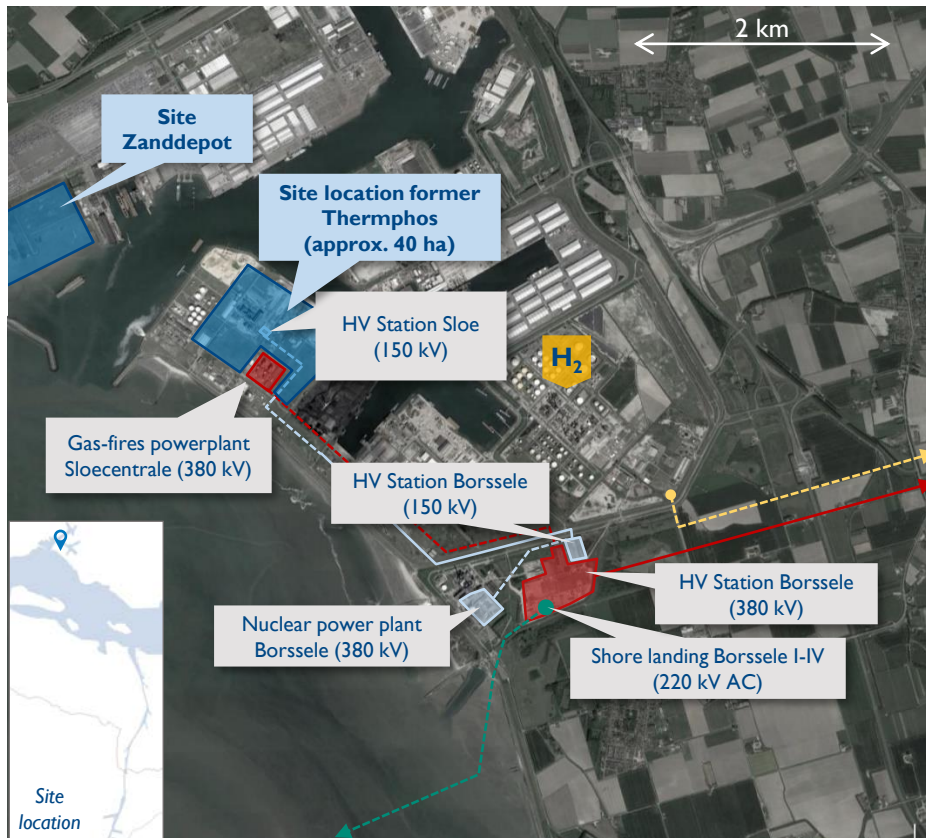 2 km
Site
Zanddepot
Site location former
Thermphos
(approx. 40 ha)
HV Station Sloe
(150 kV)
H₂
Gas-fires powerplant
Sloecentrale (380 kV)
HV Station Borssele
(150 kV)
HV Station Borssele
(380 kV)
Nuclear power plant
Borssele (380 kV)
Shore landing Borssele I-IV
(220 kV AC)
Site
location